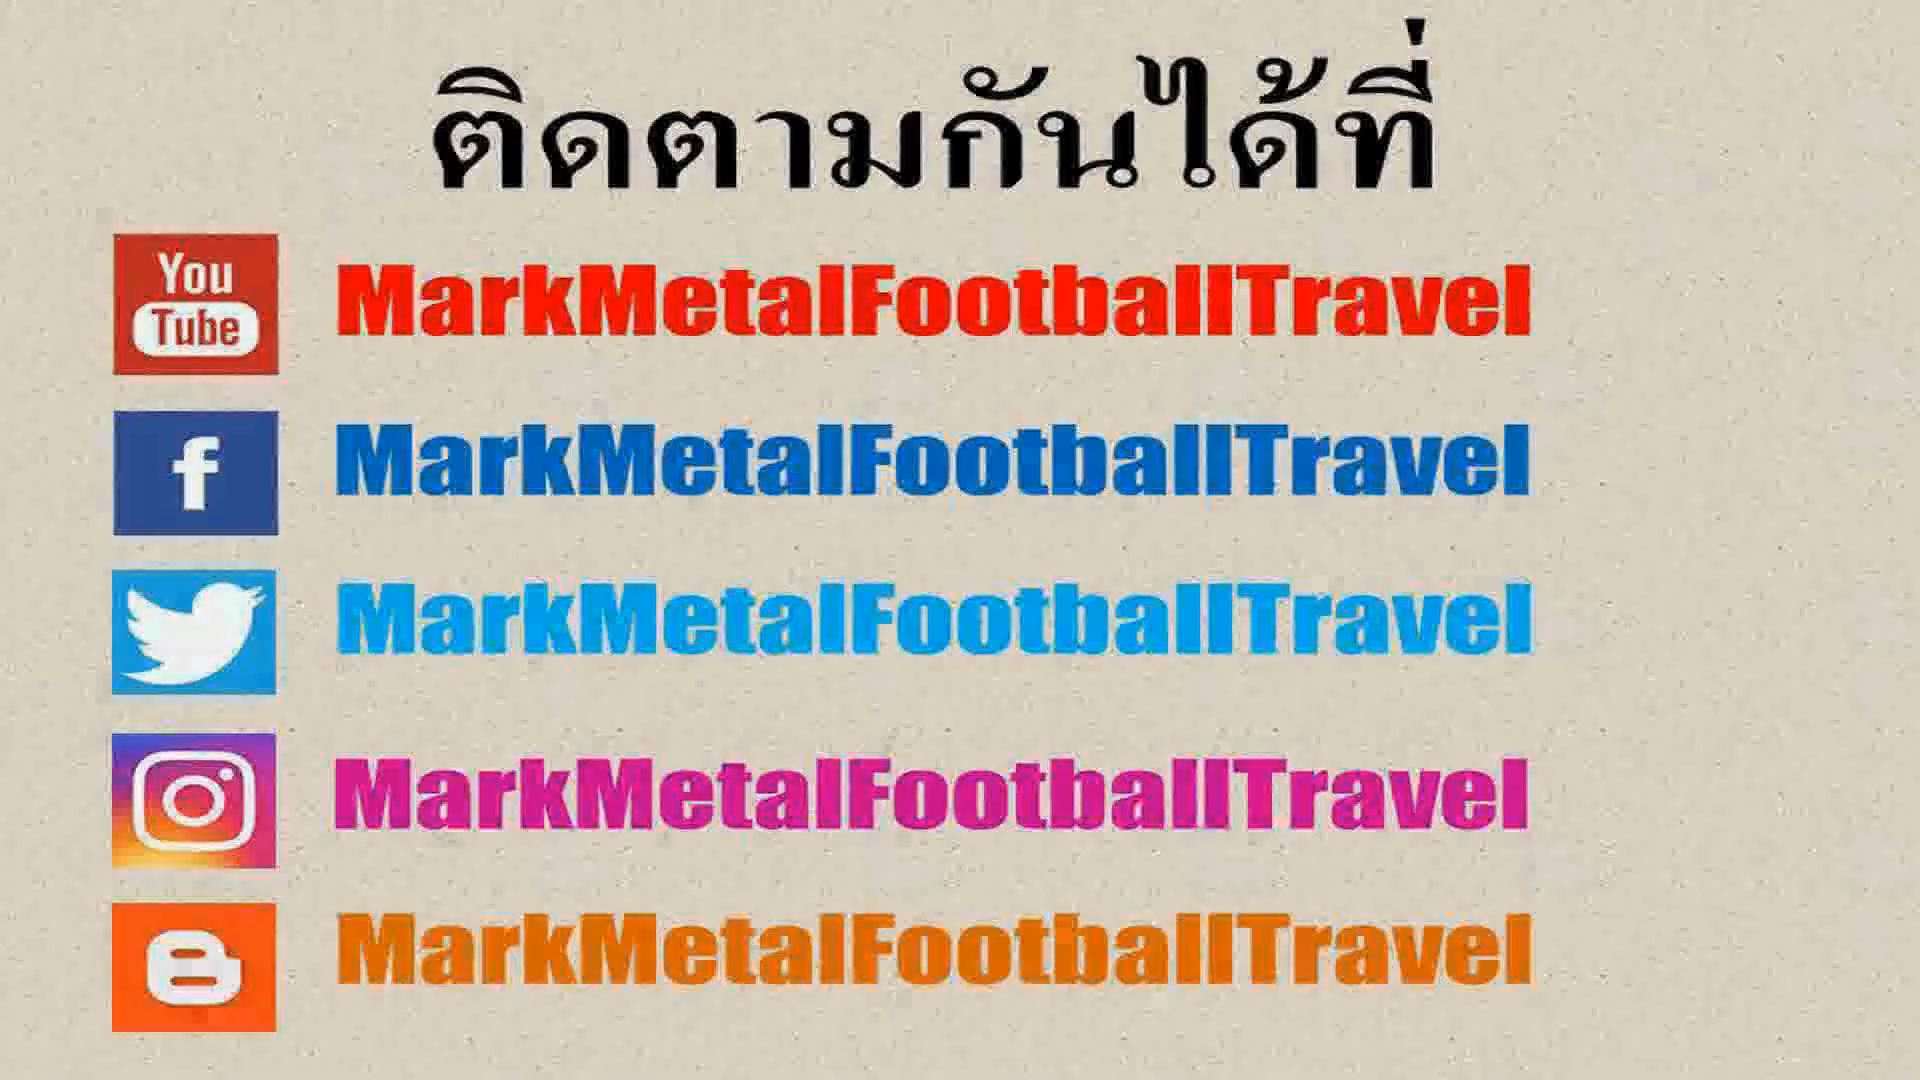 ติดตามกันได้ที่
You
Tube
MarkMetalFootballTravel
f
MarkMetalFootballTravel
MarkMetalFootballTravel
MarkMetalFootballTravel
B
MarkMetalFootballTravel